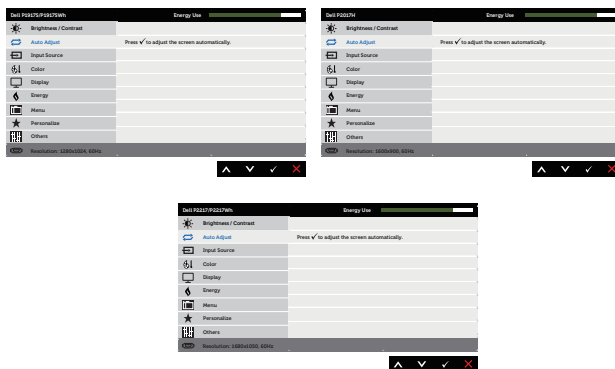 Dell P1917S/P1917SWh Energy Use
Brightness / Contrast
Auto Adjust Press ✓ to adjust the screen automatically.
Input Source
Color
Display
Energy
Menu
Personalize
Others
Resolution: 1280x1024, 60Hz
Dell P2017H Energy Use
Brightness / Contrast
Auto Adjust Press ✓ to adjust the screen automatically.
Input Source
Color
Display
Energy
Menu
Personalize
Others
Resolution: 1600x900, 60Hz
Dell P2217/P2217Wh Energy Use
Brightness / Contrast
Auto Adjust Press ✓ to adjust the screen automatically.
Input Source
Color
Display
Energy
Menu
Personalize
Others
Resolution: 1680x1050, 60Hz